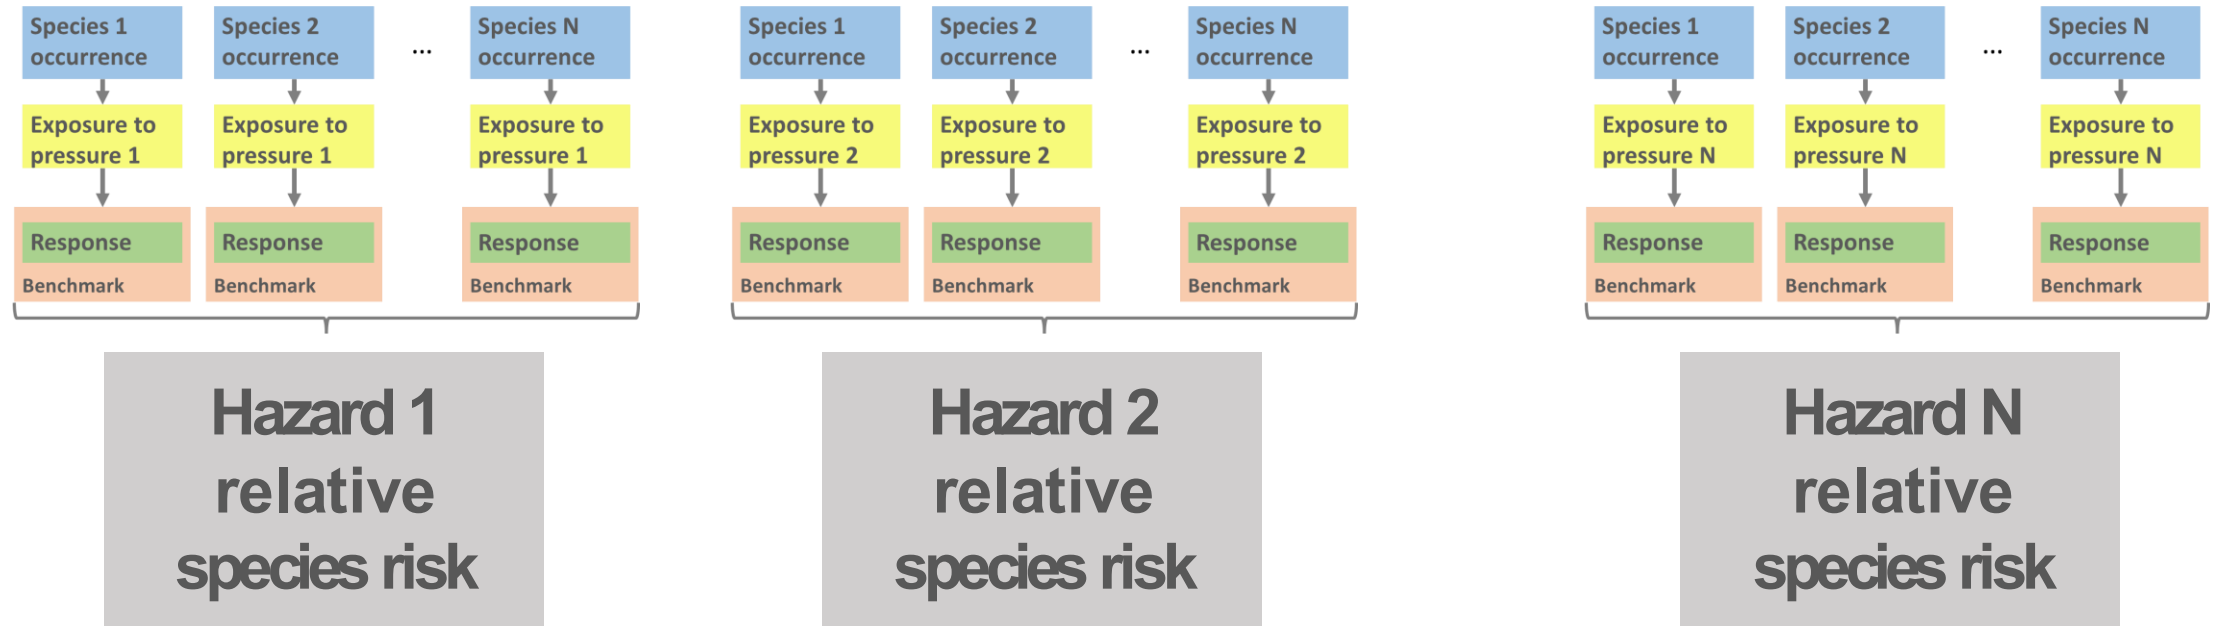 Species 1
occurrence
Species 2
occurrence
...
Species N
occurrence
Exposure to
pressure 1
Exposure to
pressure 1
Exposure to
pressure 1
Response
Benchmark
Response
Benchmark
Response
Benchmark
Hazard 1
relative
species risk
Species 1
occurrence
Species 2
occurrence
...
Species N
occurrence
Exposure to
pressure 2
Exposure to
pressure 2
Exposure to
pressure 2
Response
Benchmark
Response
Benchmark
Response
Benchmark
Hazard 2
relative
species risk
Species 1
occurrence
Species 2
occurrence
...
Species N
occurrence
Exposure to
pressure N
Exposure to
pressure N
Exposure to
pressure N
Response
Benchmark
Response
Benchmark
Response
Benchmark
Hazard N
relative
species risk